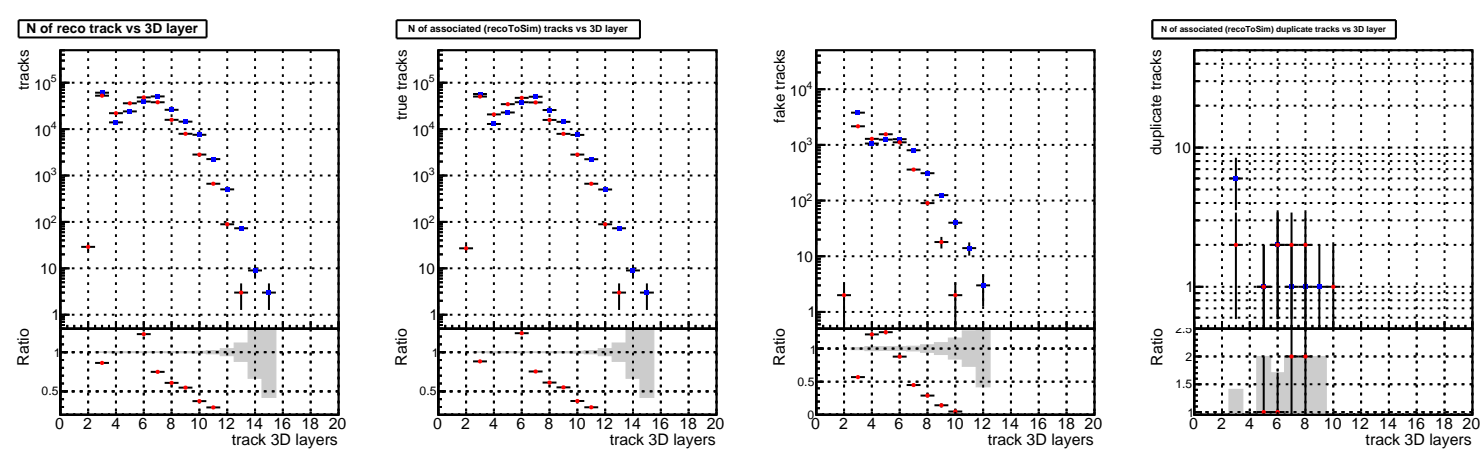 N of reco track vs 3D layer
tracks
10^5
10^4
10^3
10^2
10
1
Ratio
1
0.5
0 2 4 6 8 10 12 14 16 18 20
track 3D layers
N of associated (recoToSim) tracks vs 3D layer
true tracks
10^5
10^4
10^3
10^2
10
1
Ratio
1
0.5
0 2 4 6 8 10 12 14 16 18 20
track 3D layers
fake tracks
10^4
10^3
10^2
10
1
Ratio
1
0.5
0
0 2 4 6 8 10 12 14 16 18 20
track 3D layers
N of associated (recoToSim) duplicate tracks vs 3D layer
duplicate tracks
10
1
Ratio
2.5
2
1.5
1
0 2 4 6 8 10 12 14 16 18 20
track 3D layers